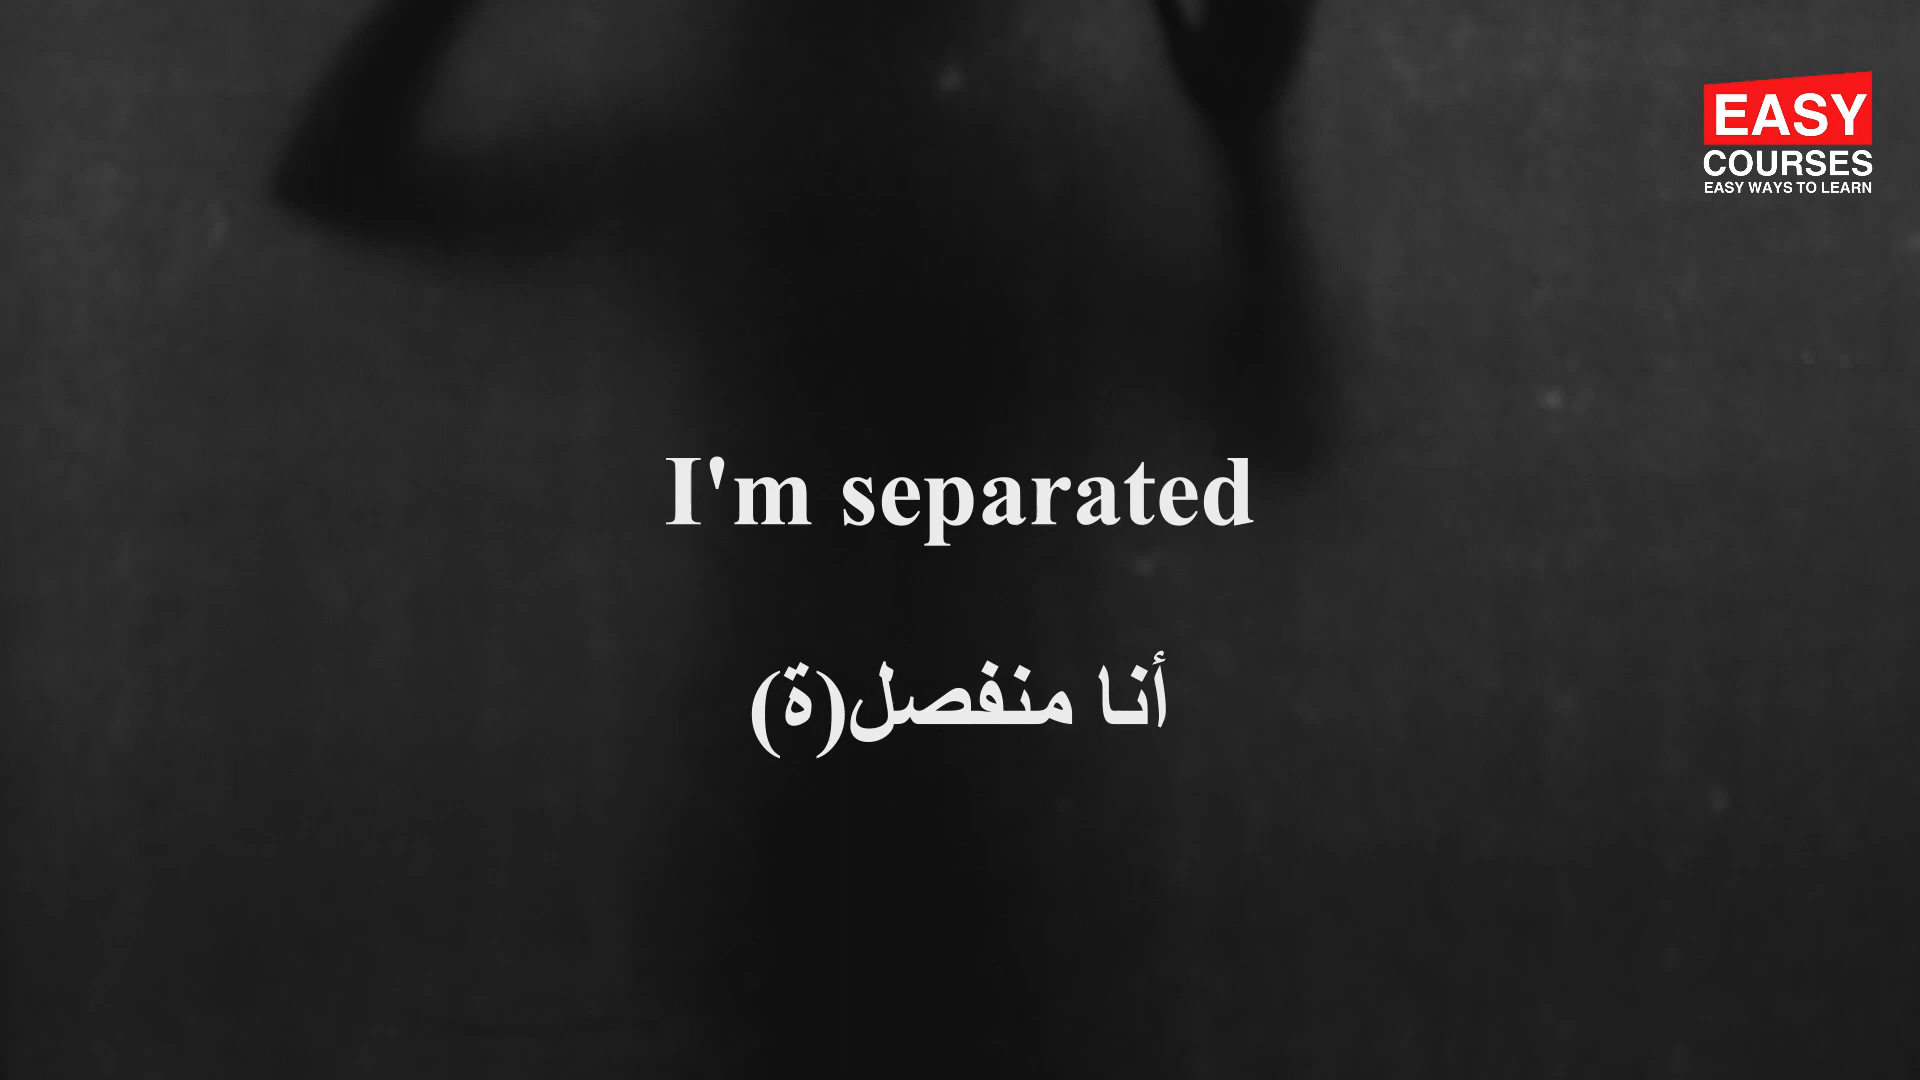 EASY
COURSES
EASY WAYS TO LEARN
I'm separated
أنا منفصل(ة)